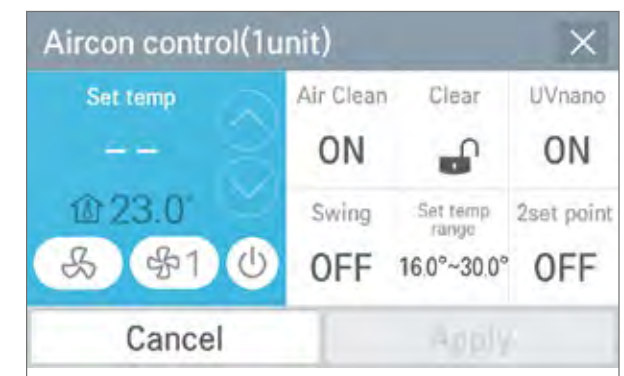 Aircon control(1unit)
Set temp
--
23.0°
1
Air Clean
ON
Clear
UVnano
ON
Swing
OFF
Set temp
range
16.0°~30.0°
2set point
OFF
Cancel
Apply